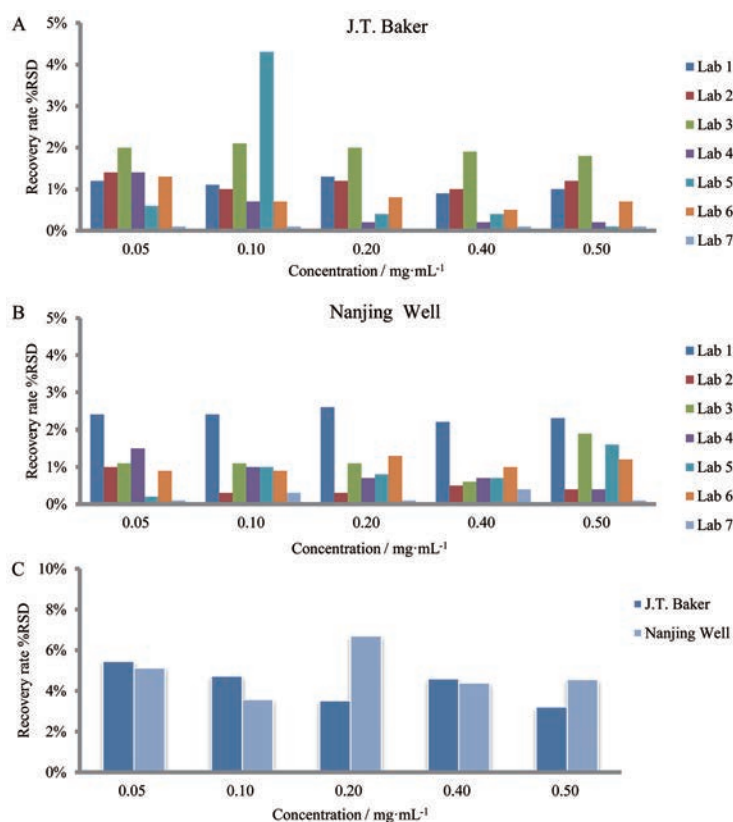 A
J.T. Baker
Recovery rate %RSD
5%
4%
3%
2%
1%
0%
0.05 0.10 0.20 0.40 0.50
Concentration / mg·mL⁻¹
Lab 1
Lab 2
Lab 3
Lab 4
Lab 5
Lab 6
Lab 7
B
Nanjing Well
Recovery rate %RSD
5%
4%
3%
2%
1%
0%
0.05 0.10 0.20 0.40 0.50
Concentration / mg·mL⁻¹
Lab 1
Lab 2
Lab 3
Lab 4
Lab 5
Lab 6
Lab 7
C
Recovery rate %RSD
10%
8%
6%
4%
2%
0%
0.05 0.10 0.20 0.40 0.50
Concentration / mg·mL⁻¹
J.T. Baker
Nanjing Well